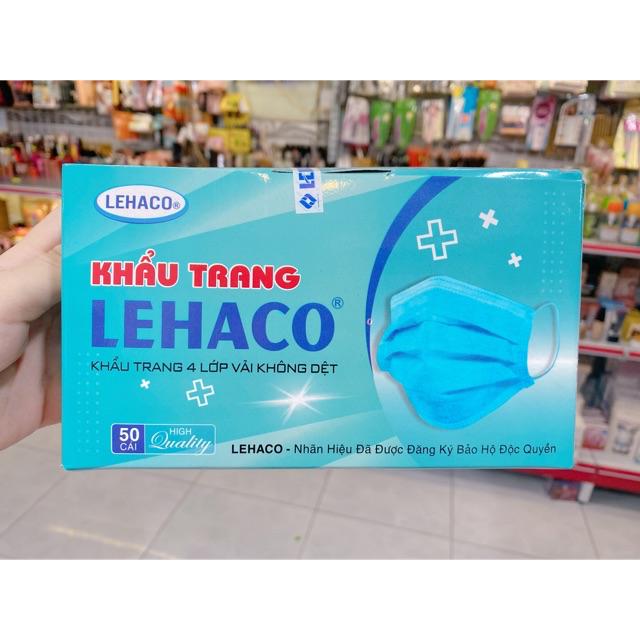 LEHACO®
KHẨU TRANG
LEHACO®
KHẨU TRANG 4 LỚP VẢI KHÔNG DỆT
50
CÁI
HIGH
Quality
LEHACO - Nhãn Hiệu Đã Được Đăng Ký Bảo Hộ Độc Quyền